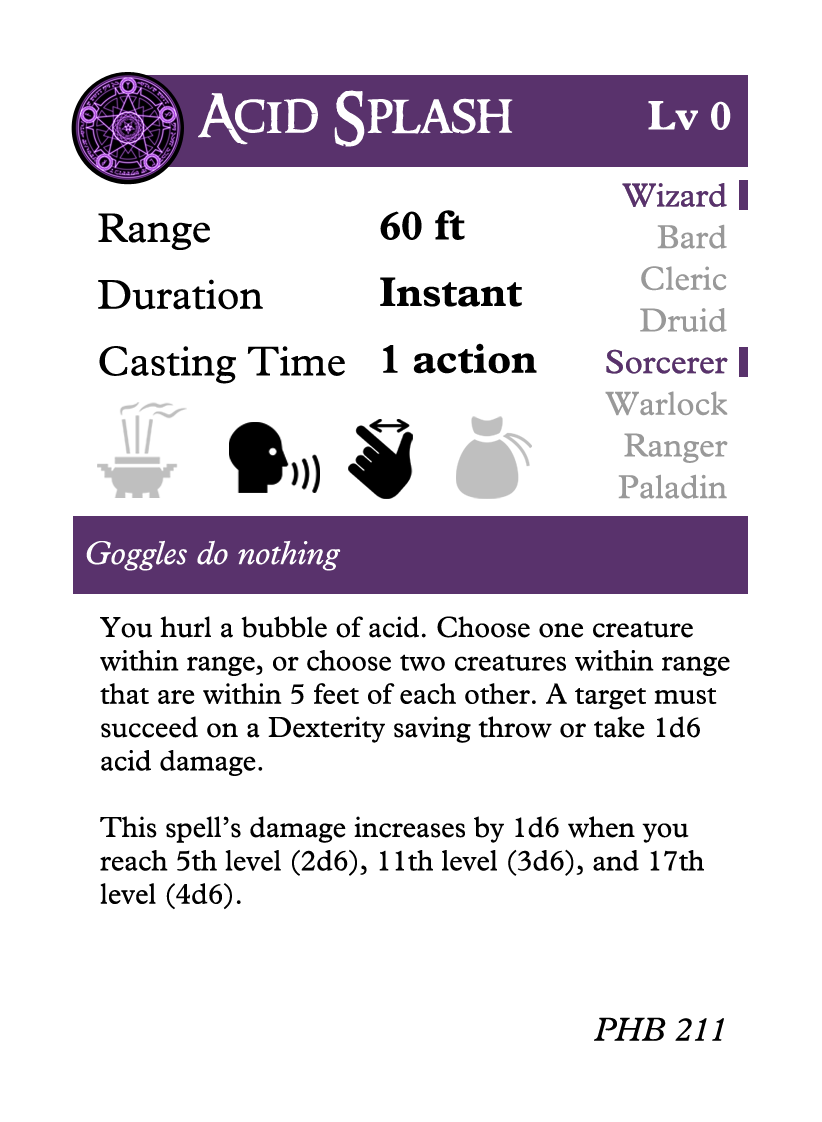 Acid Splash
Lv 0
Range 60 ft
Duration Instant
Casting Time 1 action
Wizard
Bard
Cleric
Druid
Sorcerer
Warlock
Ranger
Paladin
Goggles do nothing
You hurl a bubble of acid. Choose one creature
within range, or choose two creatures within range
that are within 5 feet of each other. A target must
succeed on a Dexterity saving throw or take 1d6
acid damage.
This spell’s damage increases by 1d6 when you
reach 5th level (2d6), 11th level (3d6), and 17th
level (4d6).
PHB 211